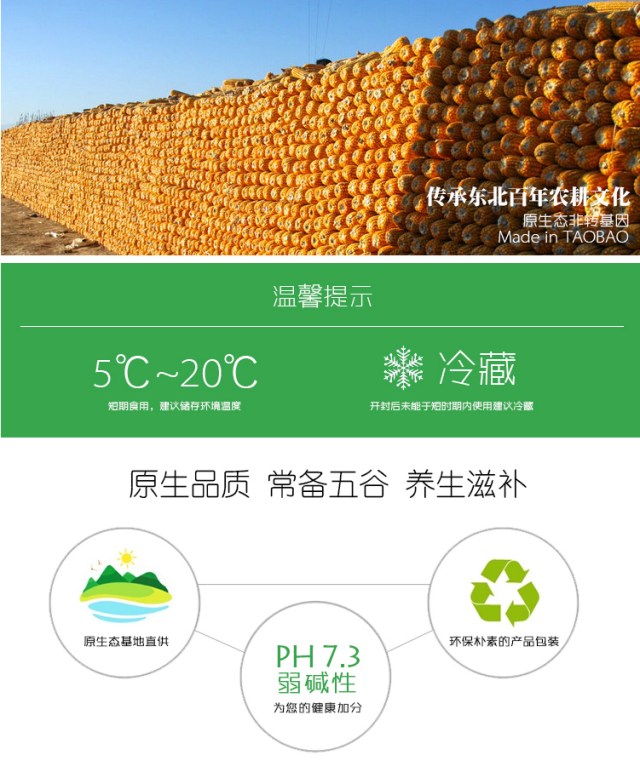 传承东北百年农耕文化
原生态非转基因
Made in TAOBAO
温馨提示
5℃~20℃
短期食用，建议储存环境温度
冷藏
开封后未能于短时期内使用建议冷藏
原生品质 常备五谷 养生滋补
原生态基地直供
PH 7.3
弱碱性
为您的健康加分
环保朴素的产品包装